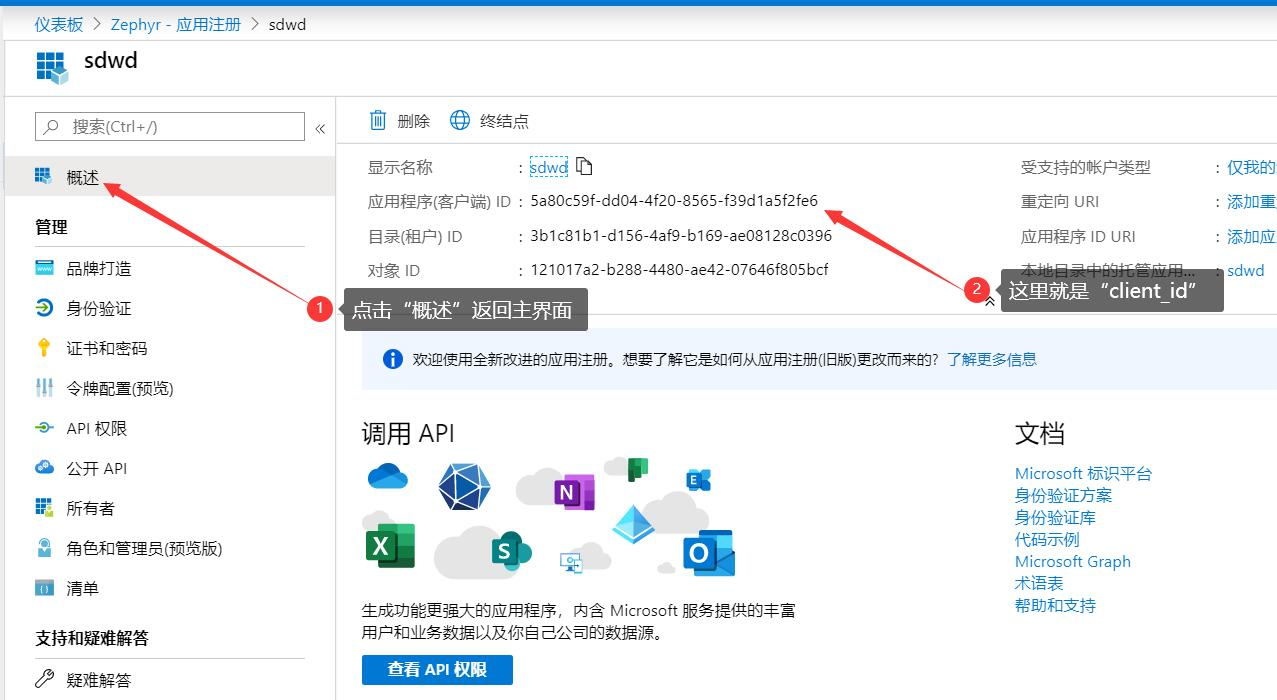 仪表板 > Zephyr - 应用注册 > sdwd
sdwd
搜索(Ctrl+/)
«
删除
终结点
概述
管理
品牌打造
身份验证
证书和密码
令牌配置(预览)
API 权限
公开 API
所有者
角色和管理员(预览版)
清单
支持和疑难解答
疑难解答
显示名称 : sdwd
应用程序(客户端) ID : 5a80c59f-dd04-4f20-8565-f39d1a5f2fe6
目录(租户) ID : 3b1c81b1-d156-4af9-b169-ae08128c0396
对象 ID : 121017a2-b288-4480-ae42-07646f805bcf
受支持的帐户类型 : 仅我的
重定向 URI : 添加重
应用程序 ID URI : 添加应
本地目录中的托管应用... : sdwd
1 点击“概述”返回主界面
2 这里就是“client_id”
欢迎使用全新改进的应用注册。想要了解它是如何从应用注册(旧版)更改而来的? 了解更多信息
调用 API
N
E
X
S
O
生成功能更强大的应用程序，内含 Microsoft 服务提供的丰富
用户和业务数据以及你自己公司的数据源。
查看 API 权限
文档
Microsoft 标识平台
身份验证方案
身份验证库
代码示例
Microsoft Graph
术语表
帮助和支持